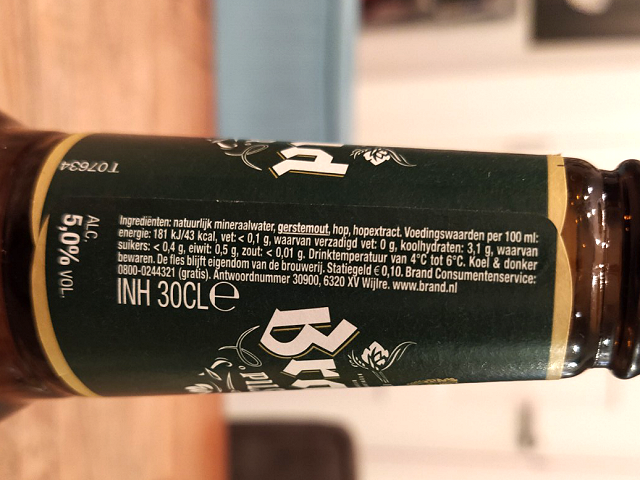 Ingrediënten: natuurlijk mineraalwater, gerstemout, hop, hopextract. Voedingswaarden per 100 ml:
energie: 181 kJ/43 kcal, vet: < 0,1 g, waarvan verzadigd vet: 0 g, koolhydraten: 3,1 g, waarvan
suikers: < 0,4 g, eiwit: 0,5 g, zout: < 0,01 g. Drinktemperatuur van 4°C tot 6°C. Koel & donker
bewaren. De fles blijft eigendom van de brouwerij. Statiegeld € 0,10. Brand Consumentenservice:
0800-0244321 (gratis). Antwoordnummer 30900, 6320 XV Wijlre. www.brand.nl
INH 30CL e
ALC.
5,0% VOL.
T07634